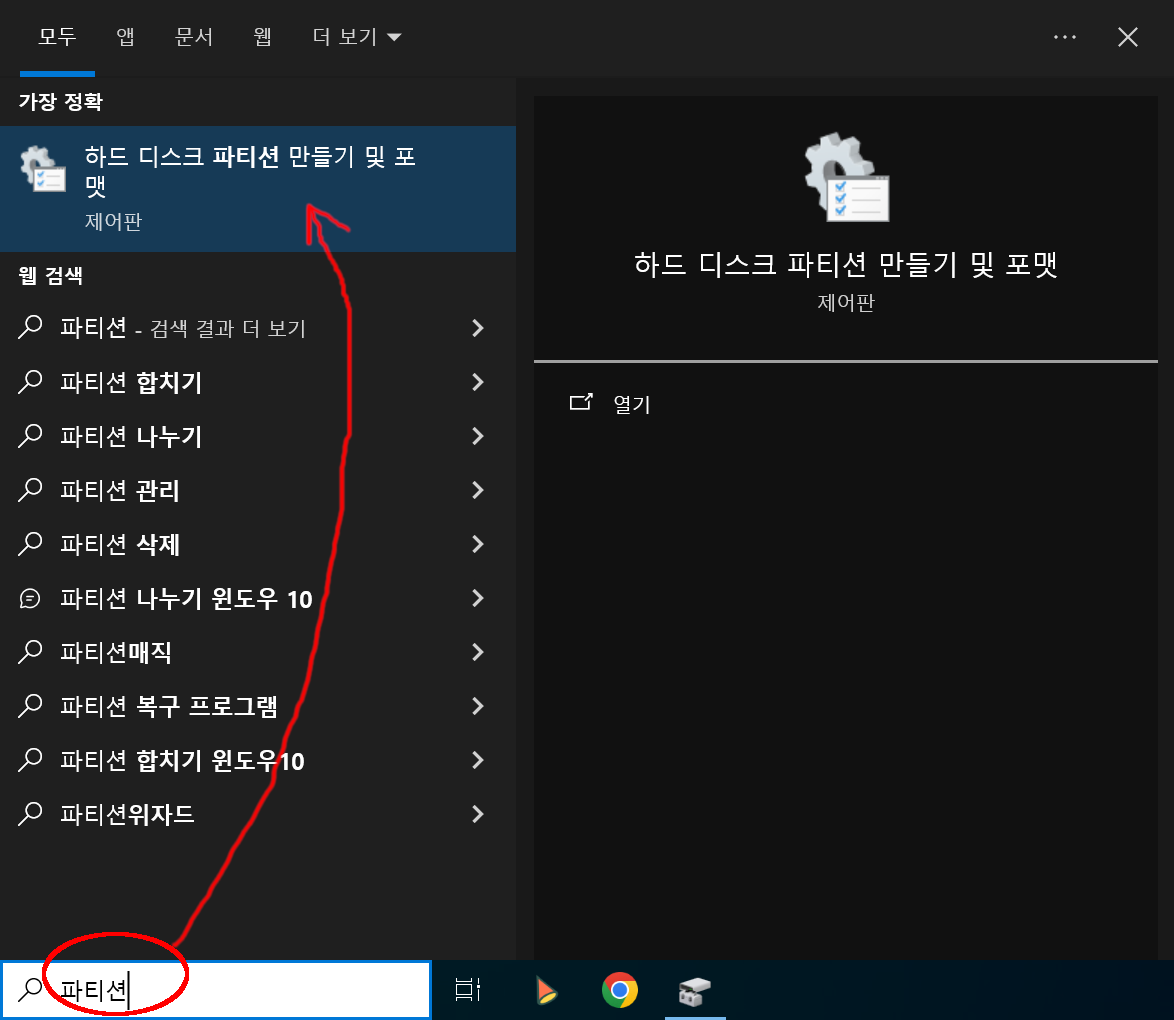 모두 앱 문서 웹 더 보기
가장 정확
하드 디스크 파티션 만들기 및 포
맷
제어판
웹 검색
파티션 - 검색 결과 더 보기
파티션 합치기
파티션 나누기
파티션 관리
파티션 삭제
파티션 나누기 윈도우 10
파티션매직
파티션 복구 프로그램
파티션 합치기 윈도우10
파티션위자드
하드 디스크 파티션 만들기 및 포맷
제어판
열기
파티션